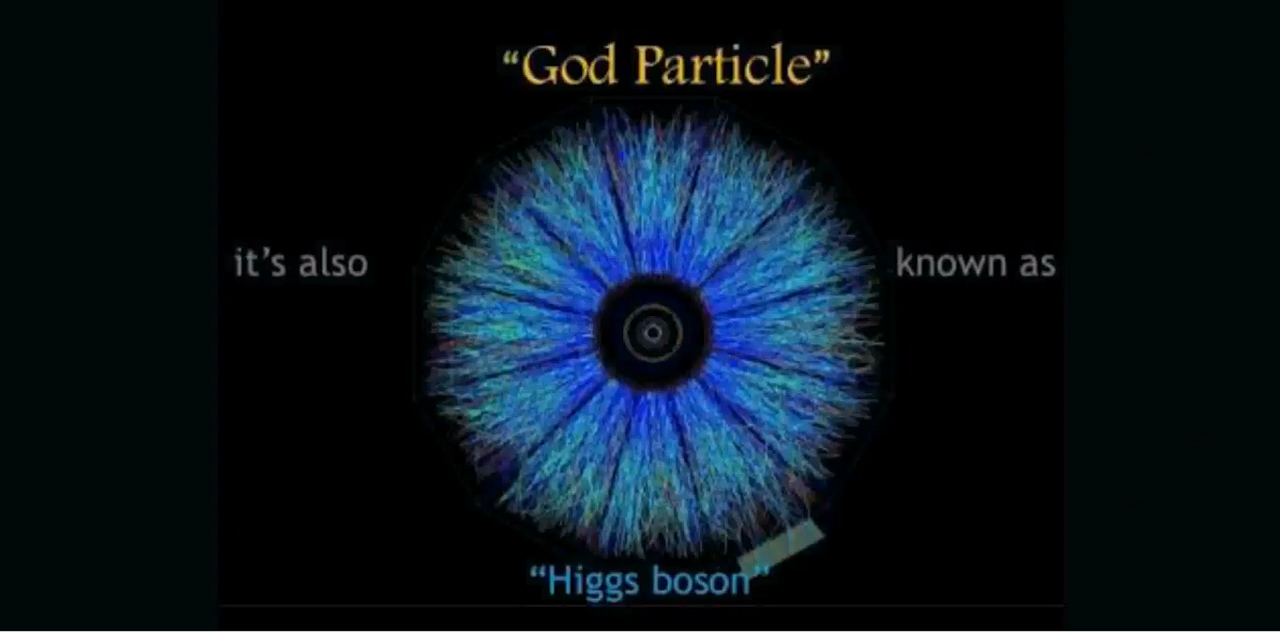 “God Particle”
it’s also known as
“Higgs boson”